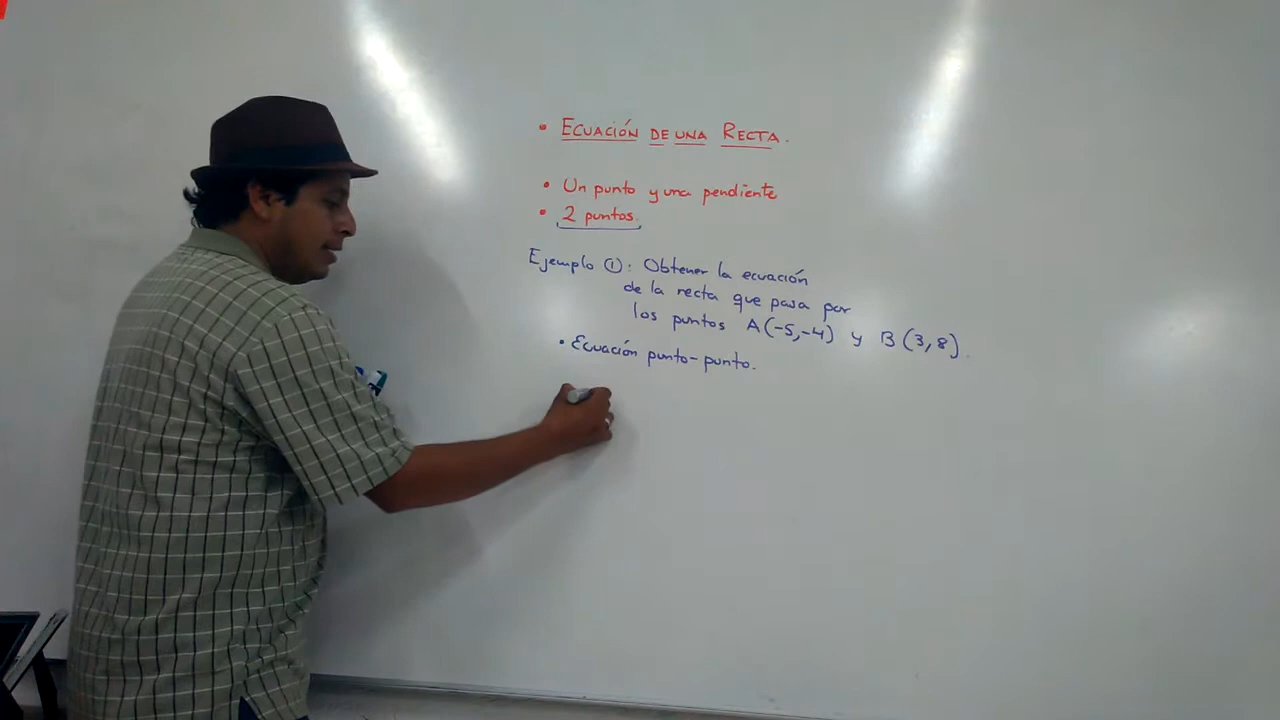 • ECUACIÓN DE UNA RECTA.
• Un punto y una pendiente
• 2 puntos.
Ejemplo ①: Obtener la ecuación
de la recta que pasa por
los puntos A(-5,-4) y B(3,8).
• Ecuación punto-punto.